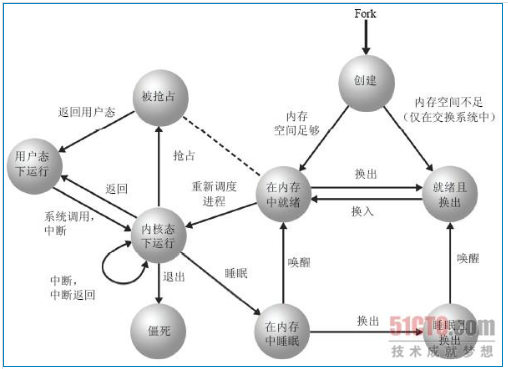 Fork
创建
被抢占
返回用户态
内存
空间足够
内存空间不足
(仅在交换系统中)
用户态
下运行
抢占
返回
重新调度
进程
在内存
中就绪
换出
换入
就绪且
换出
系统调用,
中断
内核态
下运行
中断,
中断返回
退出
睡眠
唤醒
唤醒
僵死
在内存
中睡眠
换出
睡眠
换出
51CTO.com
技术成就梦想